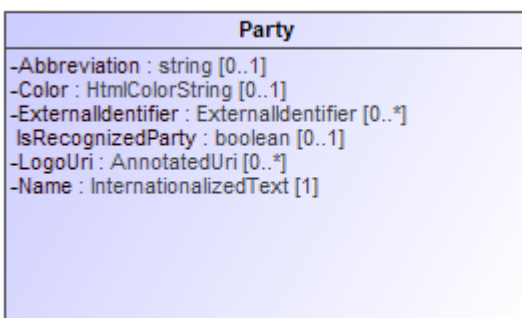 Party
-Abbreviation : string [0..1]
-Color : HtmlColorString [0..1]
-ExternalIdentifier : ExternalIdentifier [0..*]
IsRecognizedParty : boolean [0..1]
-LogoUri : AnnotatedUri [0..*]
-Name : InternationalizedText [1]